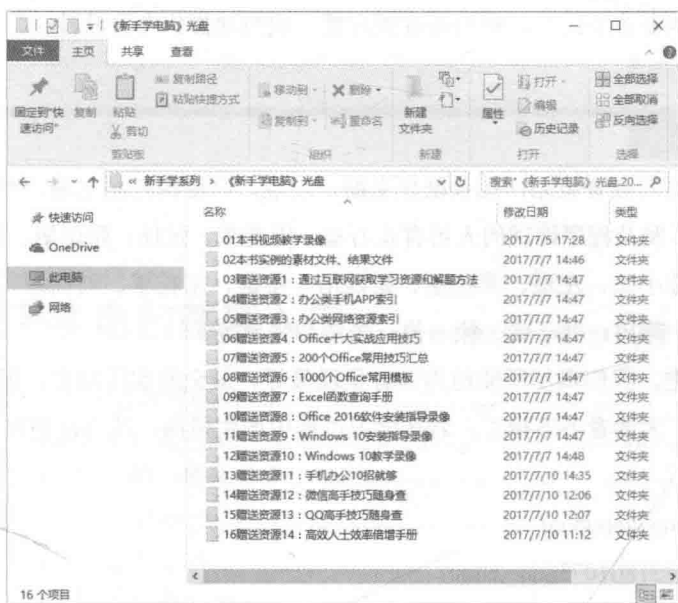 《新手学电脑》光盘
文件 主页 共享 查看
固定到"快速访问"
复制
粘贴
复制路径
粘贴快捷方式
剪切
剪贴板
移动到
复制到
删除
重命名
组织
新建
文件夹
新建
属性
打开
编辑
历史记录
打开
全部选择
全部取消
反向选择
选择
« 新手学系列 › 《新手学电脑》光盘
搜索"《新手学电脑》光盘,20...
快速访问
OneDrive
此电脑
网络
名称 修改日期 类型
01本书视频教学录像 2017/7/5 17:28 文件夹
02本书实例的素材文件、结果文件 2017/7/7 14:46 文件夹
03赠送资源1：通过互联网获取学习资源和解题方法 2017/7/7 14:47 文件夹
04赠送资源2：办公类手机APP索引 2017/7/7 14:47 文件夹
05赠送资源3：办公类网络资源索引 2017/7/7 14:47 文件夹
06赠送资源4：Office十大实战应用技巧 2017/7/7 14:47 文件夹
07赠送资源5：200个Office常用技巧汇总 2017/7/7 14:47 文件夹
08赠送资源6：1000个Office常用模板 2017/7/7 14:47 文件夹
09赠送资源7：Excel函数查询手册 2017/7/7 14:47 文件夹
10赠送资源8：Office 2016软件安装指导录像 2017/7/7 14:47 文件夹
11赠送资源9：Windows 10安装指导录像 2017/7/7 14:47 文件夹
12赠送资源10：Windows 10教学录像 2017/7/7 14:48 文件夹
13赠送资源11：手机办公10招就够 2017/7/10 14:35 文件夹
14赠送资源12：微信高手技巧随身查 2017/7/10 12:06 文件夹
15赠送资源13：QQ高手技巧随身查 2017/7/10 12:07 文件夹
16赠送资源14：高效人士效率倍增手册 2017/7/10 11:12 文件夹
16 个项目